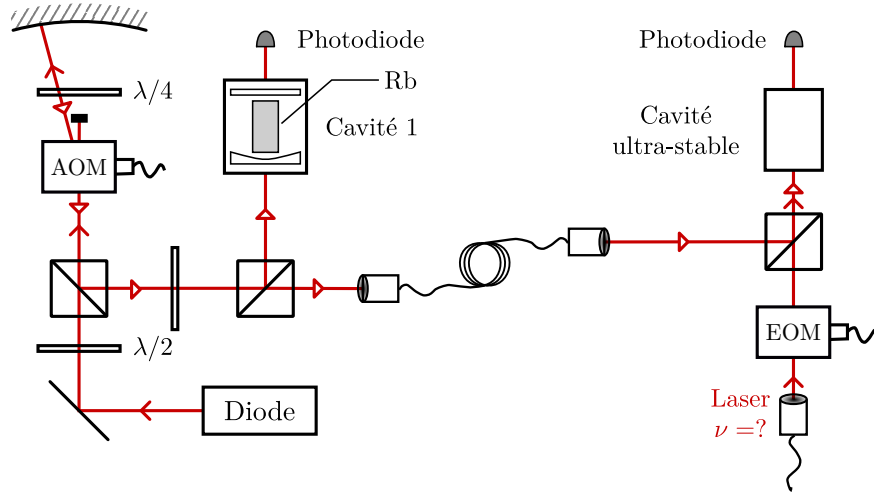 Photodiode
Photodiode
λ/4
Rb
Cavité 1
Cavité
ultra-stable
AOM
λ/2
EOM
Diode
Laser
ν =?